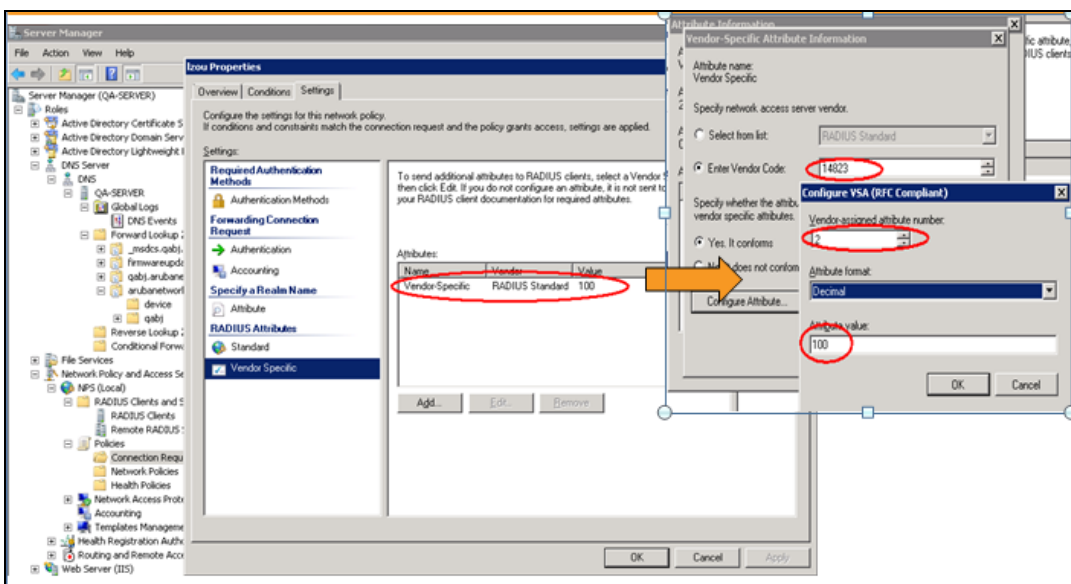 Server Manager
File Action View Help
Server Manager (QA-SERVER)
Roles
Active Directory Certificate S
Active Directory Domain Serv
Active Directory Lightweight
DNS Server
DNS
QA-SERVER
Global Logs
DNS Events
Forward Lookup
_msdcs.qabj.
firmwareupda
qabj.arubane
arubanetworl
device
qabj
Reverse Lookup
Conditional Forw
File Services
Network Policy and Access Se
NPS (Local)
RADIUS Clients and S
RADIUS Clients
Remote RADIUS
Policies
Connection Requ
Network Policies
Health Policies
Network Access Prote
Accounting
Templates Manageme
Health Registration Autho
Routing and Remote Acce
Web Server (IIS)
Izou Properties
Overview Conditions Settings
Configure the settings for this network policy.
If conditions and constraints match the connection request and the policy grants access, settings are applied.
Settings:
Required Authentication Methods
Authentication Methods
Forwarding Connection Request
Authentication
Accounting
Specify a Realm Name
Attribute
RADIUS Attributes
Standard
Vendor Specific
To send additional attributes to RADIUS clients, select a Vendor S
then click Edit. If you do not configure an attribute, it is not sent to
your RADIUS client documentation for required attributes.
Attributes:
Name Vendor Value
Vendor-Specific RADIUS Standard 100
Add... Edit... Remove
OK Cancel Apply
Attribute Information
Vendor-Specific Attribute Information
Attribute name:
Vendor Specific
Specify network access server vendor.
Select from list: RADIUS Standard
Enter Vendor Code: 14823
Specify whether the attribu
vendor specific attributes.
Yes. It conforms
does not conform
Configure Attribute...
fic attribute,
DIUS clients
Configure VSA (RFC Compliant)
Vendor-assigned attribute number:
2
Attribute format:
Decimal
Attribute value:
100
OK Cancel